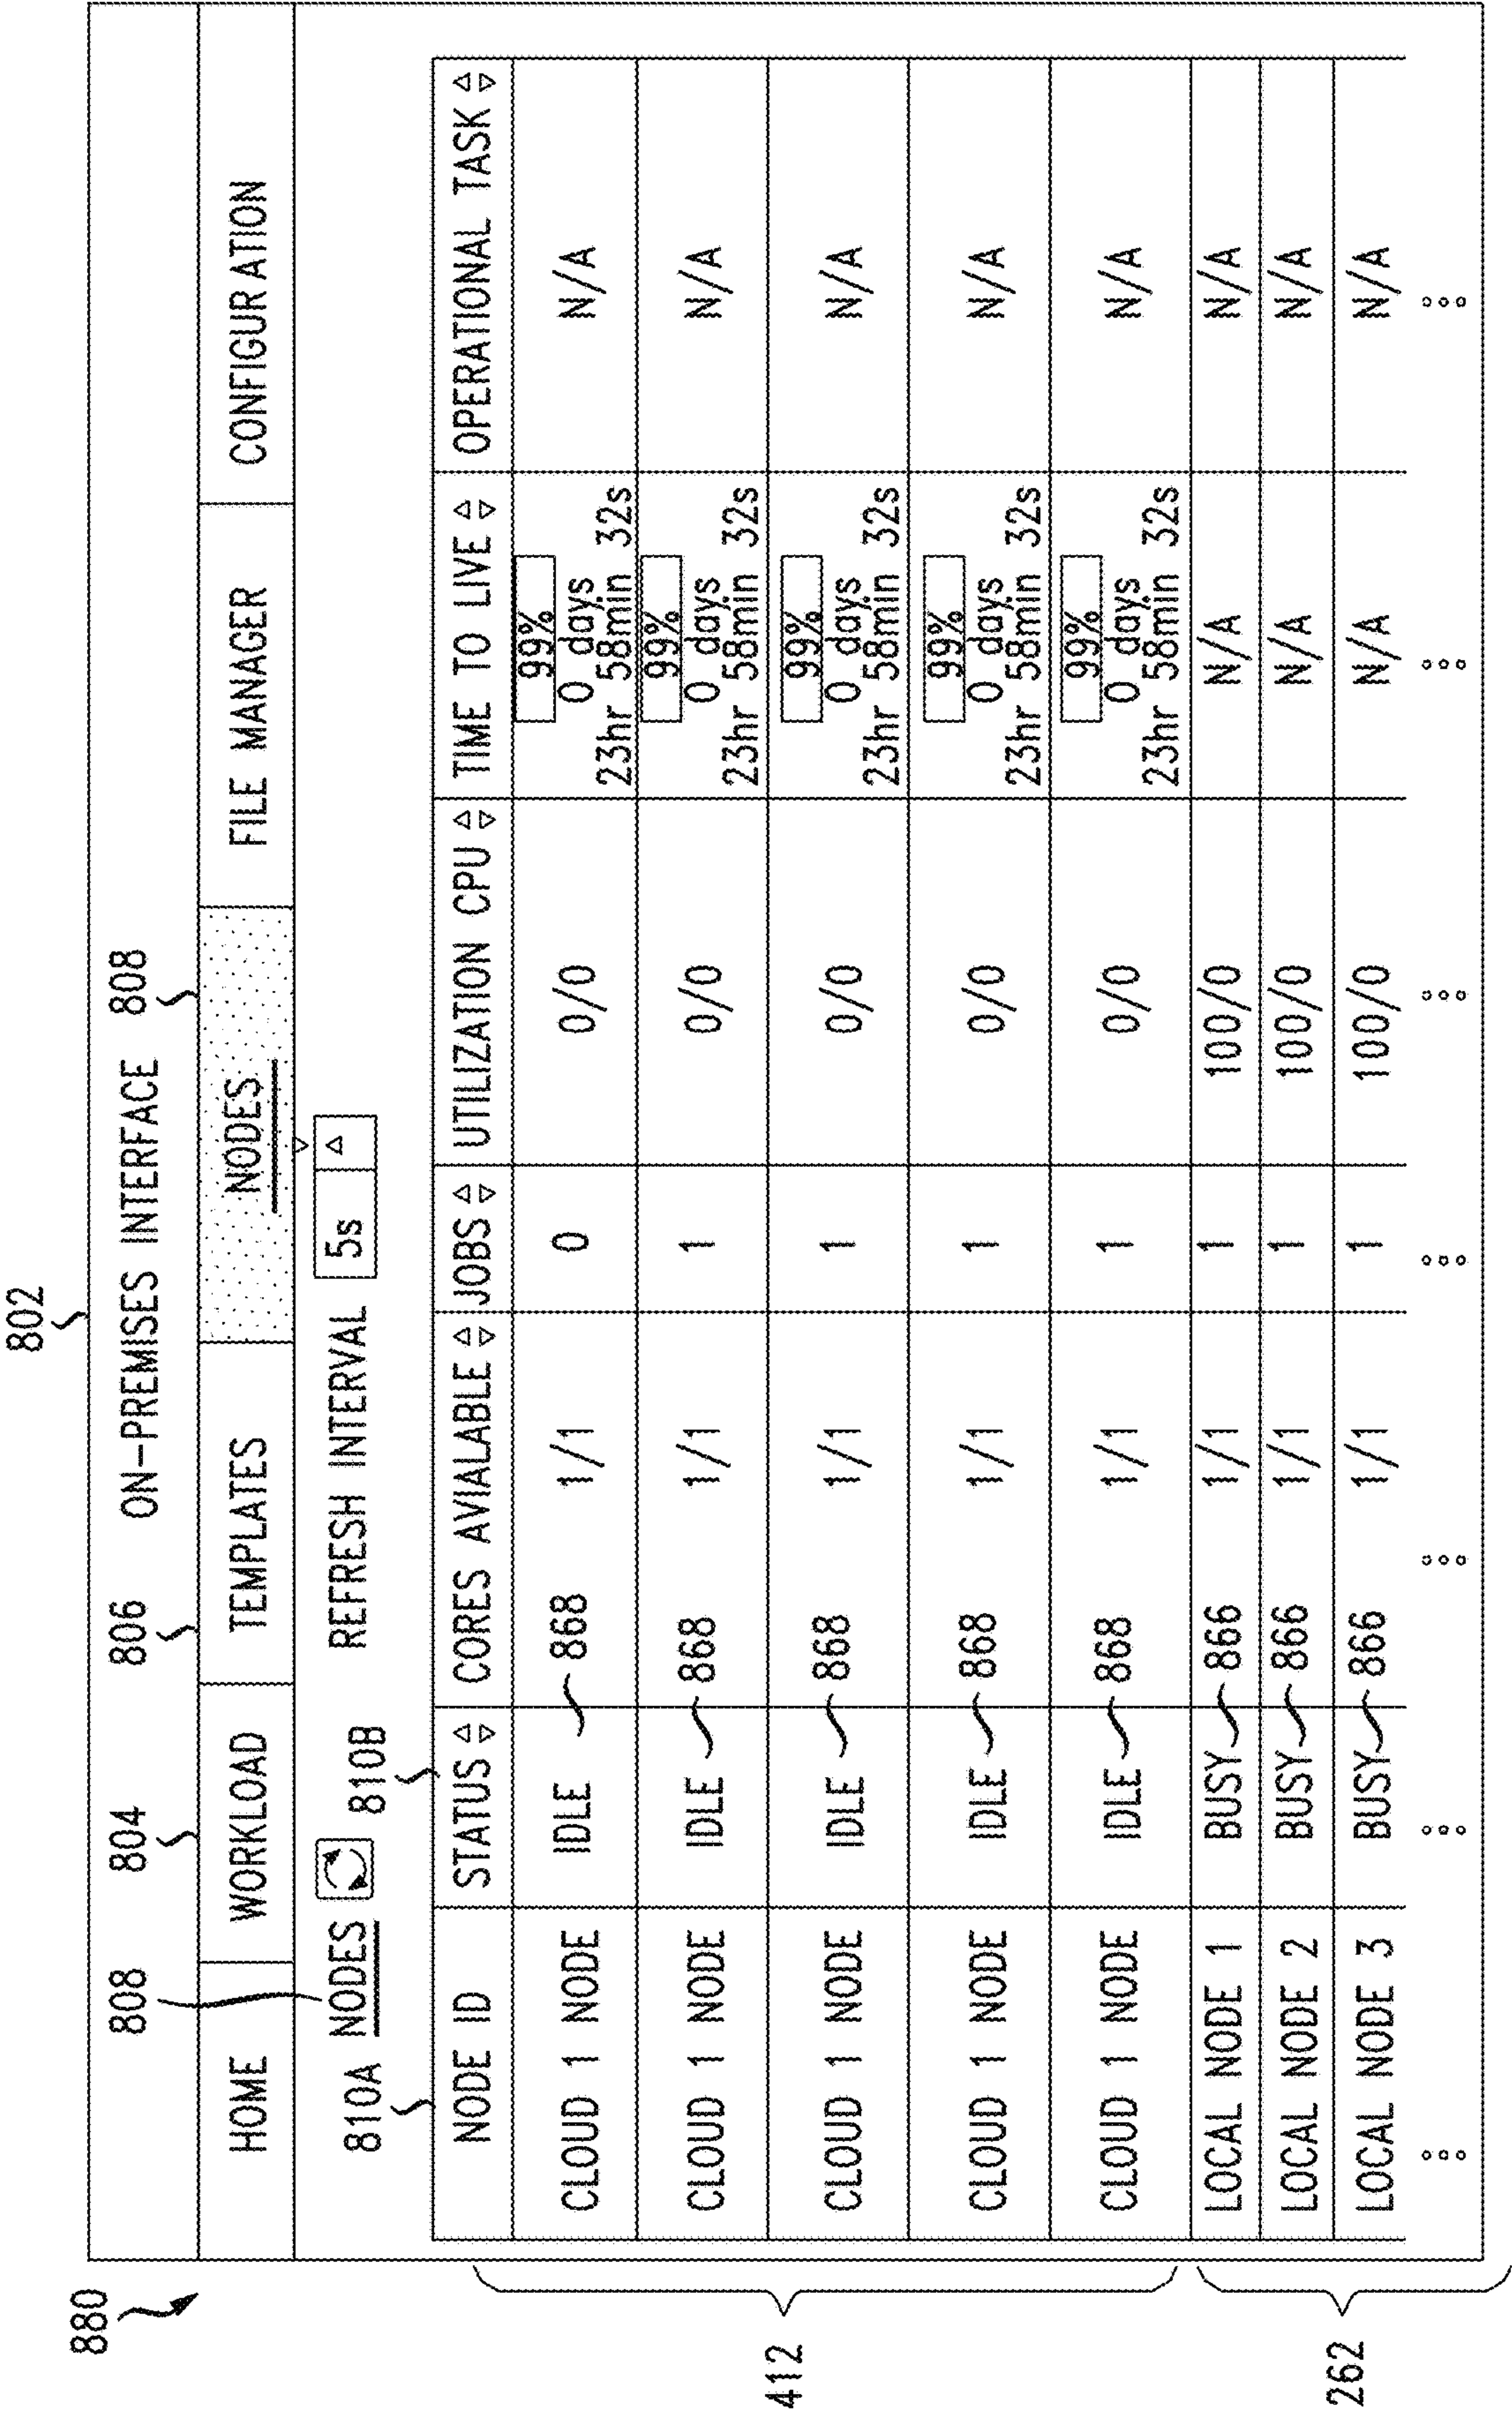 802
ON-PREMISES INTERFACE
808 804 806 808
HOME WORKLOAD TEMPLATES NODES FILE MANAGER CONFIGURATION
810A NODES 810B REFRESH INTERVAL 5s
NODE ID STATUS CORES AVIALABLE JOBS UTILIZATION CPU TIME TO LIVE OPERATIONAL TASK
CLOUD 1 NODE IDLE 868 1/1 0 0/0 99% 0 days 23hr 58min 32s N/A
CLOUD 1 NODE IDLE 868 1/1 1 0/0 99% 0 days 23hr 58min 32s N/A
CLOUD 1 NODE IDLE 868 1/1 1 0/0 99% 0 days 23hr 58min 32s N/A
CLOUD 1 NODE IDLE 868 1/1 1 0/0 99% 0 days 23hr 58min 32s N/A
CLOUD 1 NODE IDLE 868 1/1 1 0/0 99% 0 days 23hr 58min 32s N/A
LOCAL NODE 1 BUSY 866 1/1 1 100/0 N/A N/A
LOCAL NODE 2 BUSY 866 1/1 1 100/0 N/A N/A
LOCAL NODE 3 BUSY 866 1/1 1 100/0 N/A N/A
... ... ... ... ... ... ...
880
412
262